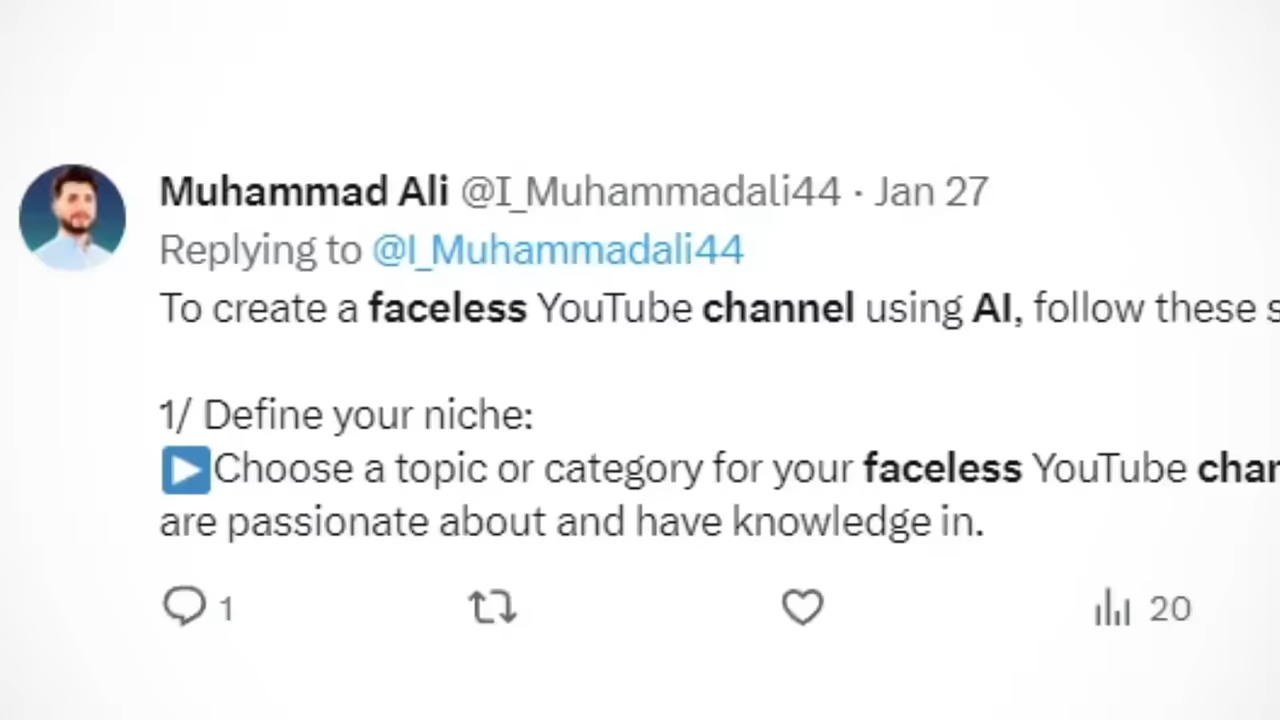 Muhammad Ali @I_Muhammadali44 · Jan 27
Replying to @I_Muhammadali44
To create a faceless YouTube channel using AI, follow these
1/ Define your niche:
▶Choose a topic or category for your faceless YouTube
are passionate about and have knowledge in.
1 20